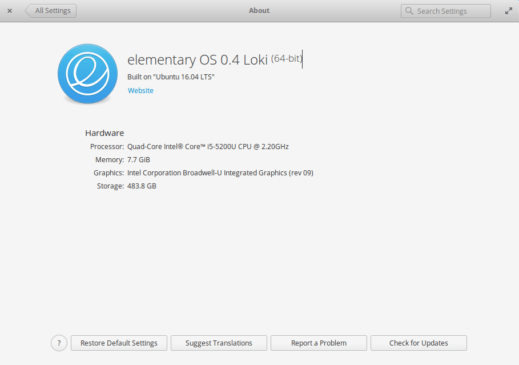 All Settings
About
Search Settings
elementary OS 0.4 Loki (64-bit)
Built on "Ubuntu 16.04 LTS"
Website
Hardware
Processor: Quad-Core Intel® Core™ i5-5200U CPU @ 2.20GHz
Memory: 7.7 GiB
Graphics: Intel Corporation Broadwell-U Integrated Graphics (rev 09)
Storage: 483.8 GB
? Restore Default Settings Suggest Translations Report a Problem Check for Updates